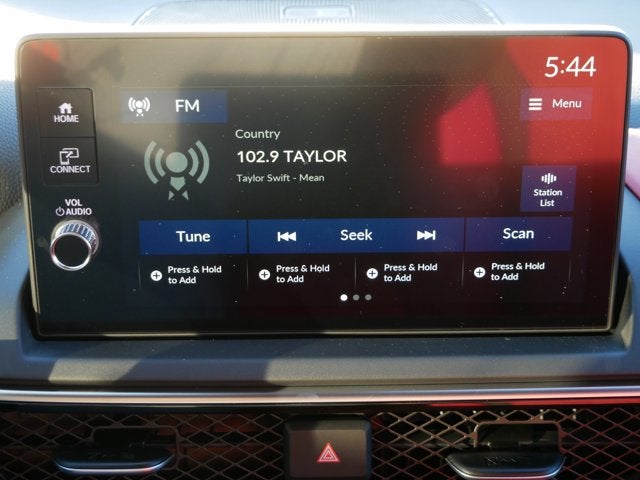 5:44
HOME
FM
Menu
Country
102.9 TAYLOR
Taylor Swift - Mean
CONNECT
Station
List
VOL
AUDIO
Tune
Seek
Scan
Press & Hold
to Add
Press & Hold
to Add
Press & Hold
to Add
Press & Hold
to Add